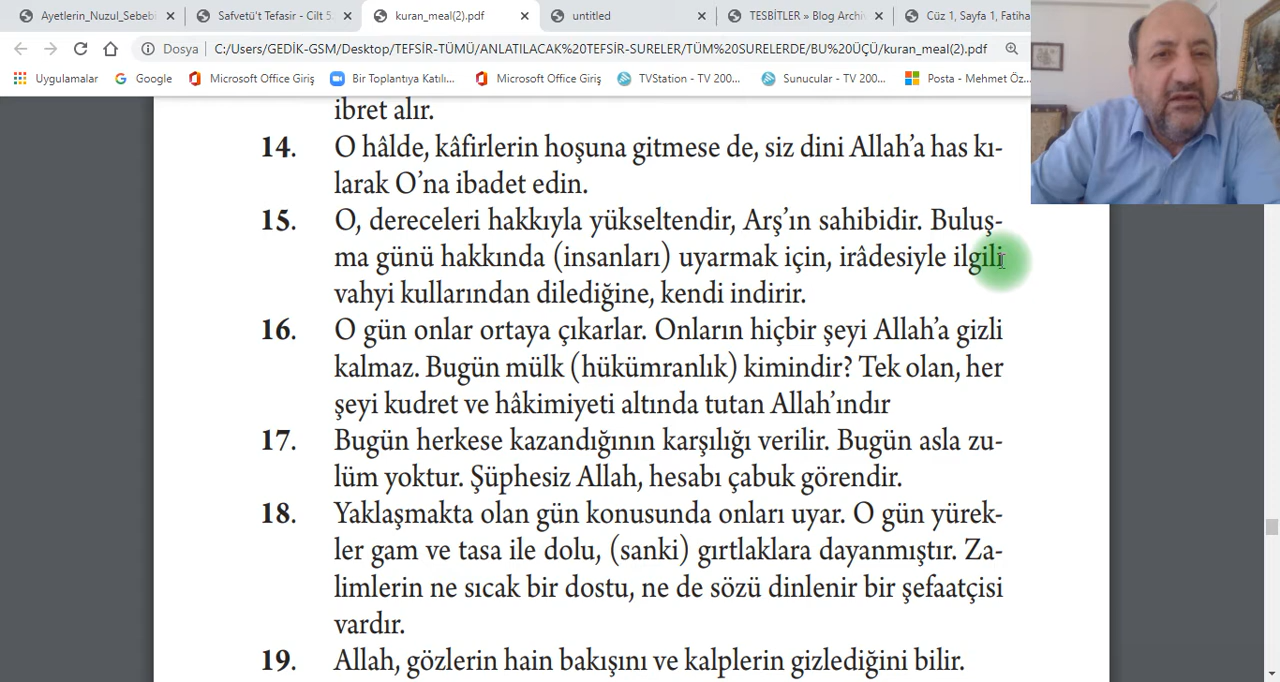 Ayetlerin_Nuzul_Sebebi
Safvetü't Tefasir - Cilt 5
kuran_meal(2).pdf
untitled
TESBİTLER » Blog Archiv
Cüz 1, Sayfa 1, Fatiha
Dosya
C:/Users/GEDİK-GSM/Desktop/TEFSİR-TÜMÜ/ANLATILACAK%20TEFSİR-SURELER/TÜM%20SURELERDE/BU%20ÜÇÜ/kuran_meal(2).pdf
Uygulamalar
Google
Microsoft Office Giriş
Bir Toplantıya Katılı...
Microsoft Office Giriş
TVStation - TV 200...
Sunucular - TV 200...
Posta - Mehmet Öz...
ibret alır.
14. O hâlde, kâfirlerin hoşuna gitmese de, siz dini Allah'a has kı-
larak O'na ibadet edin.
15. O, dereceleri hakkıyla yükseltendir, Arş'ın sahibidir. Buluş-
ma günü hakkında (insanları) uyarmak için, irâdesiyle ilgili
vahyi kullarından dilediğine, kendi indirir.
16. O gün onlar ortaya çıkarlar. Onların hiçbir şeyi Allah'a gizli
kalmaz. Bugün mülk (hükümranlık) kimindir? Tek olan, her
şeyi kudret ve hâkimiyeti altında tutan Allah'ındır
17. Bugün herkese kazandığının karşılığı verilir. Bugün asla zu-
lüm yoktur. Şüphesiz Allah, hesabı çabuk görendir.
18. Yaklaşmakta olan gün konusunda onları uyar. O gün yürek-
ler gam ve tasa ile dolu, (sanki) gırtlaklara dayanmıştır. Za-
limlerin ne sıcak bir dostu, ne de sözü dinlenir bir şefaatçisi
vardır.
19. Allah, gözlerin hain bakışını ve kalplerin gizlediğini bilir.